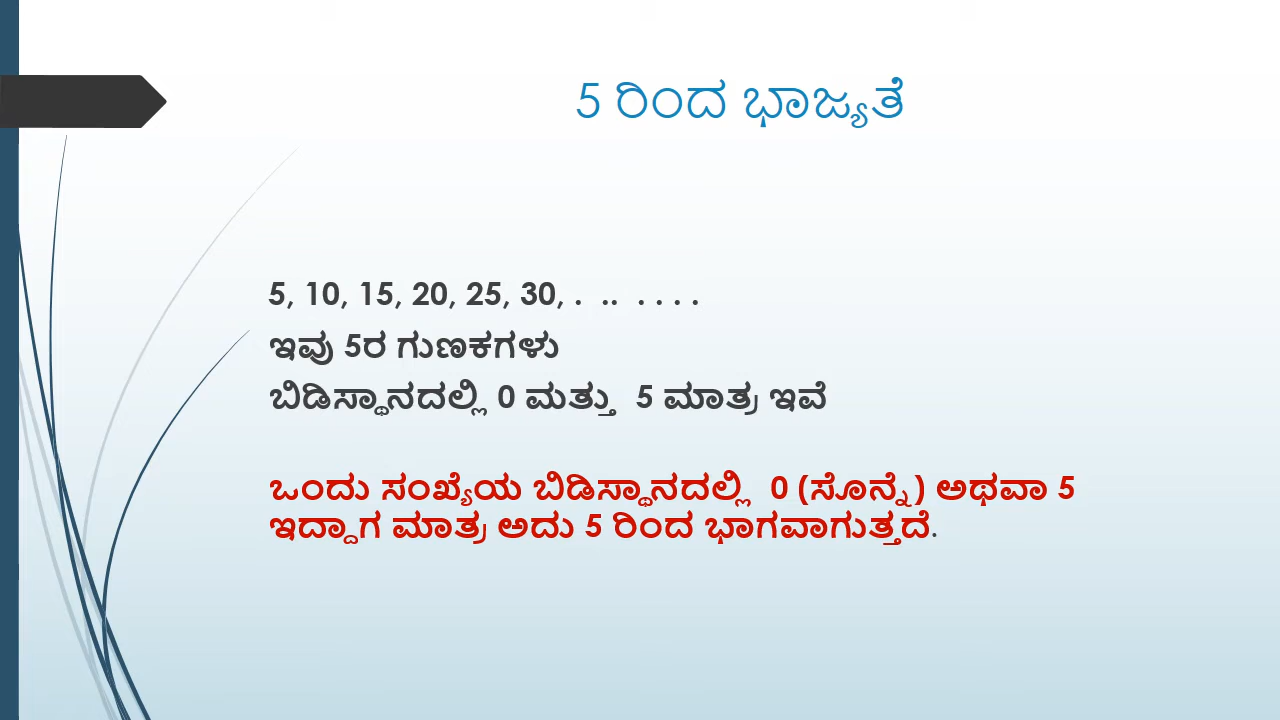 5 ರಿಂದ ಭಾಜ್ಯತೆ
5, 10, 15, 20, 25, 30, .  ..  . . . .
ಇವು 5ರ ಗುಣಕಗಳು
ಬಿಡಿಸ್ಥಾನದಲ್ಲಿ 0 ಮತ್ತು  5 ಮಾತ್ರ ಇವೆ
ಒಂದು ಸಂಖ್ಯೆಯ ಬಿಡಿಸ್ಥಾನದಲ್ಲಿ  0 (ಸೊನ್ನೆ) ಅಥವಾ 5
ಇದ್ದಾಗ ಮಾತ್ರ ಅದು 5 ರಿಂದ ಭಾಗವಾಗುತ್ತದೆ.